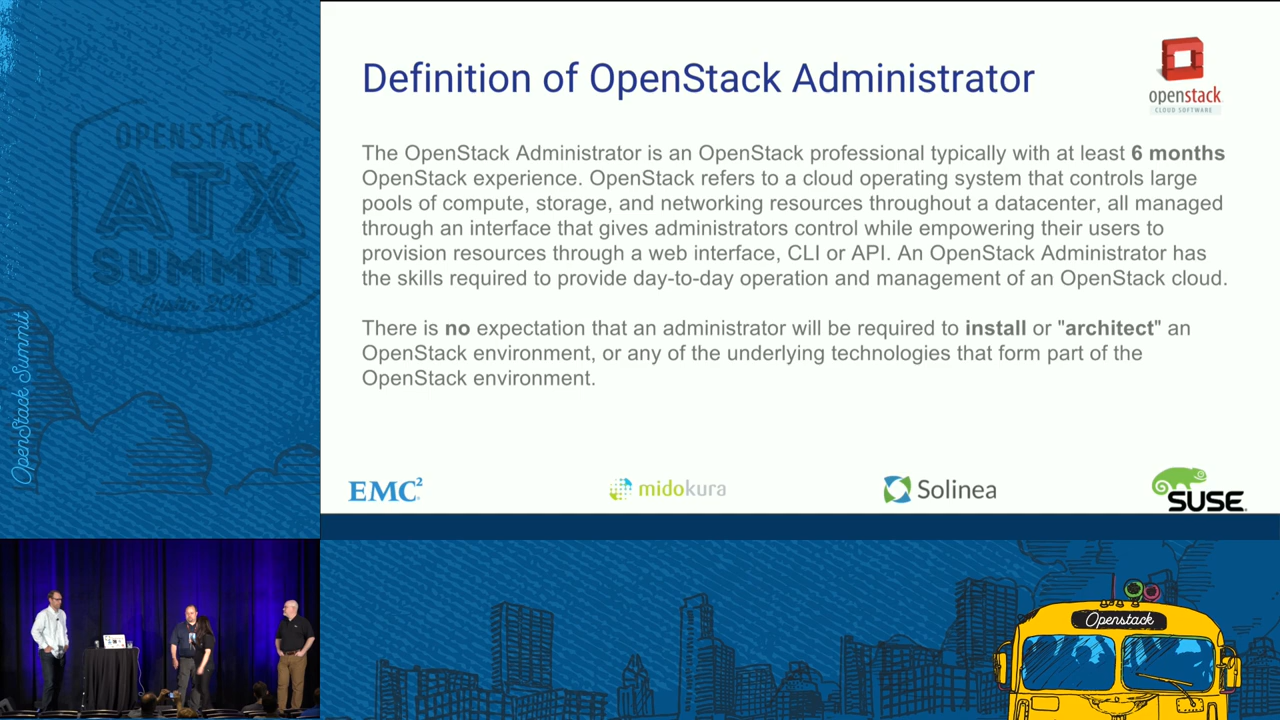 OPENSTACK
ATX
SUMMIT
Austin 2016
OpenStack Summit
Definition of OpenStack Administrator
openstack
CLOUD SOFTWARE
The OpenStack Administrator is an OpenStack professional typically with at least 6 months
OpenStack experience. OpenStack refers to a cloud operating system that controls large
pools of compute, storage, and networking resources throughout a datacenter, all managed
through an interface that gives administrators control while empowering their users to
provision resources through a web interface, CLI or API. An OpenStack Administrator has
the skills required to provide day-to-day operation and management of an OpenStack cloud.
There is no expectation that an administrator will be required to install or "architect" an
OpenStack environment, or any of the underlying technologies that form part of the
OpenStack environment.
EMC²
midokura
Solinea
SUSE
Openstack